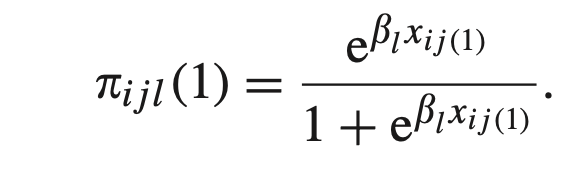 π_{ijl}(1) = \frac{e^{β_l x_{ij(1)}}}{1 + e^{β_l x_{ij(1)}}}.